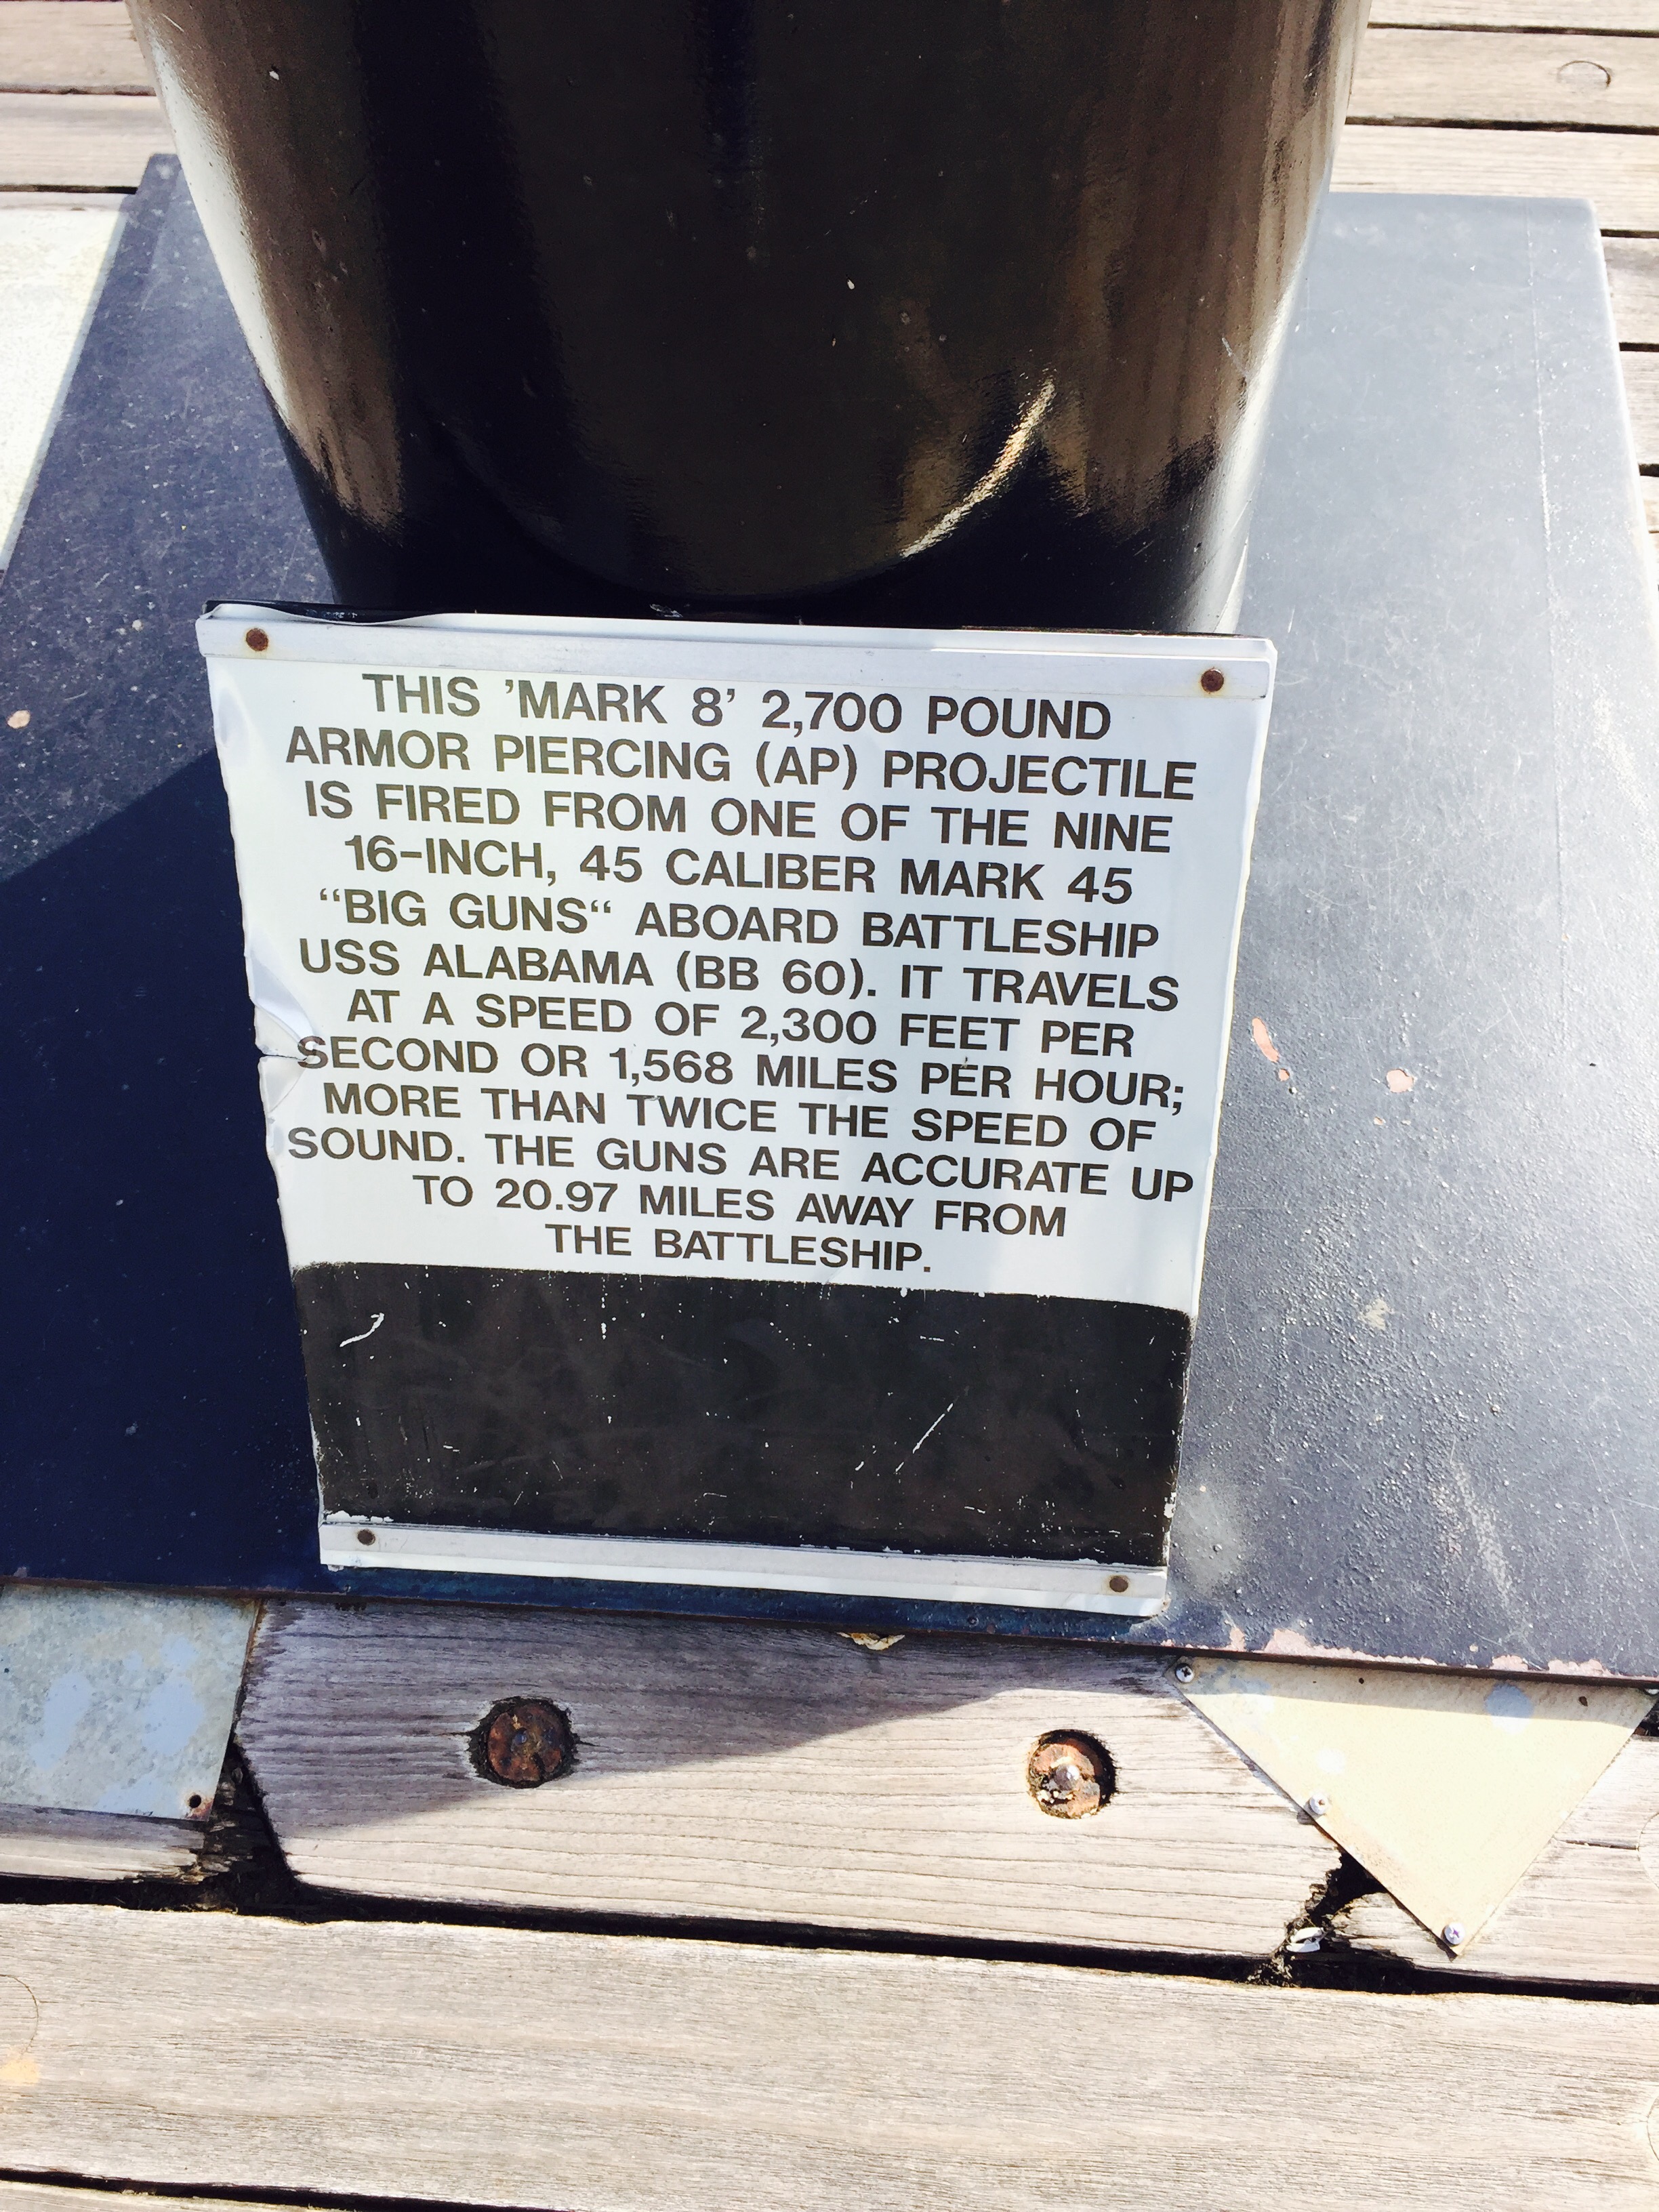 THIS 'MARK 8' 2,700 POUND
ARMOR PIERCING (AP) PROJECTILE
IS FIRED FROM ONE OF THE NINE
16-INCH, 45 CALIBER MARK 45
“BIG GUNS“ ABOARD BATTLESHIP
USS ALABAMA (BB 60). IT TRAVELS
AT A SPEED OF 2,300 FEET PER
SECOND OR 1,568 MILES PER HOUR;
MORE THAN TWICE THE SPEED OF
SOUND. THE GUNS ARE ACCURATE UP
TO 20.97 MILES AWAY FROM
THE BATTLESHIP.